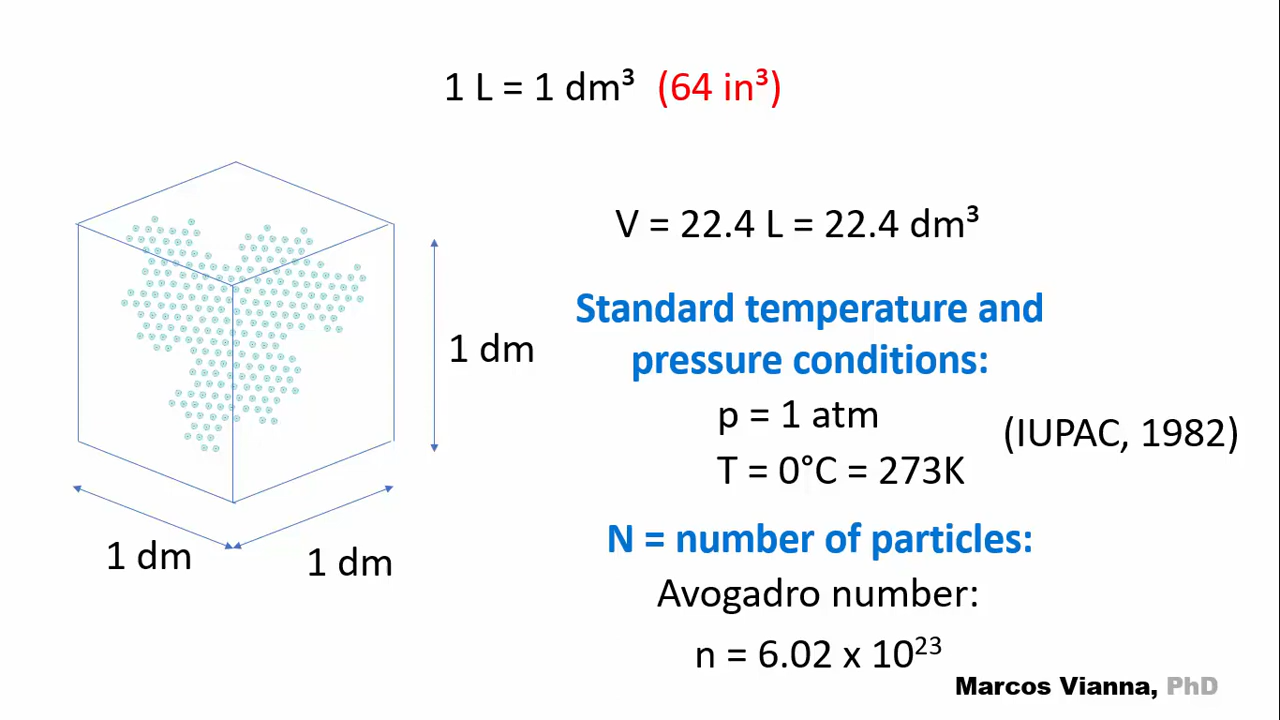 1 L = 1 dm³ (64 in³)
V = 22.4 L = 22.4 dm³
Standard temperature and
pressure conditions:
p = 1 atm
(IUPAC, 1982)
T = 0°C = 273K
N = number of particles:
Avogadro number:
n = 6.02 x 10²³
1 dm
1 dm
1 dm
Marcos Vianna, PhD